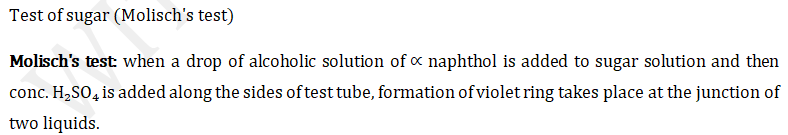 Test of sugar (Molisch's test)
Molisch's test: when a drop of alcoholic solution of ∝ naphthol is added to sugar solution and then
conc. H₂SO₄ is added along the sides of test tube, formation of violet ring takes place at the junction of
two liquids.